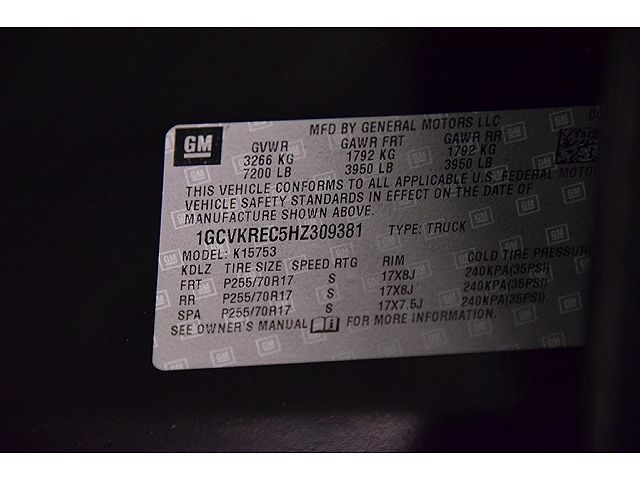 GM
MFD BY GENERAL MOTORS LLC 04
GVWR GAWR FRT GAWR RR
3266 KG 1792 KG 1792 KG
7200 LB 3950 LB 3950 LB
THIS VEHICLE CONFORMS TO ALL APPLICABLE U.S. FEDERAL MOTOR
VEHICLE SAFETY STANDARDS IN EFFECT ON THE DATE OF
MANUFACTURE SHOWN ABOVE.
1GCVKREC5HZ309381 TYPE: TRUCK
MODEL: K15753
KDLZ TIRE SIZE SPEED RTG RIM COLD TIRE PRESSURE
FRT P255/70R17 S 17X8J 240KPA(35PSI)
RR P255/70R17 S 17X8J 240KPA(35PSI)
SPA P255/70R17 S 17X7.5J 240KPA(35PSI)
SEE OWNER'S MANUAL FOR MORE INFORMATION.